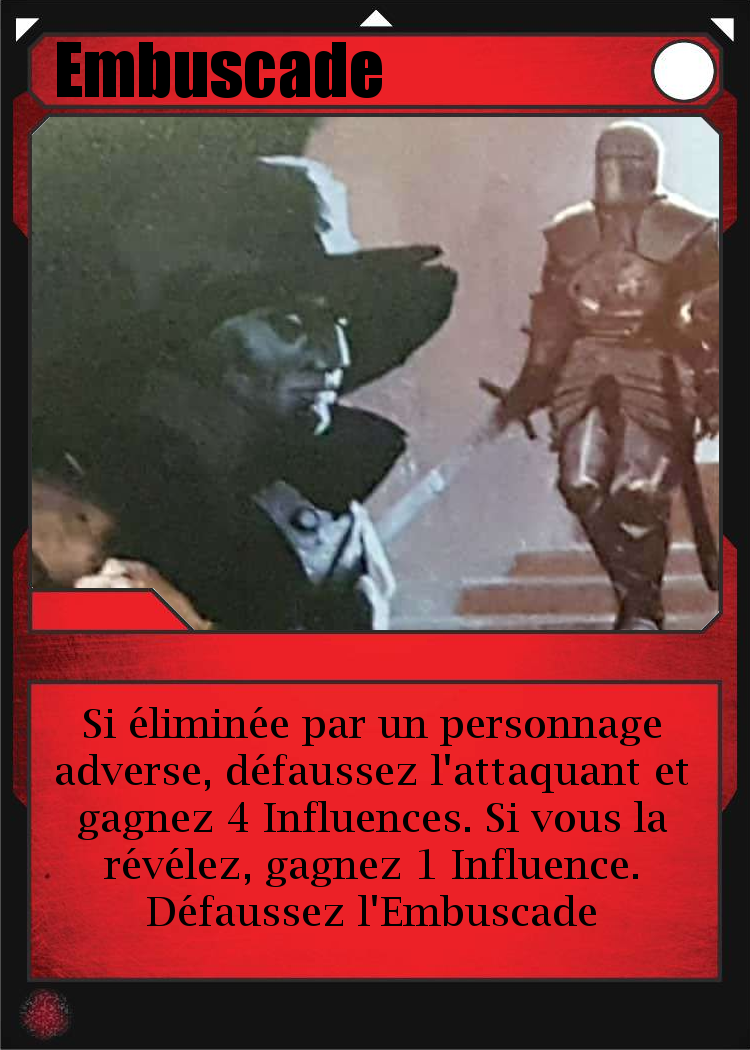 Embuscade
Si éliminée par un personnage
adverse, défaussez l'attaquant et
gagnez 4 Influences. Si vous la
révélez, gagnez 1 Influence.
Défaussez l'Embuscade